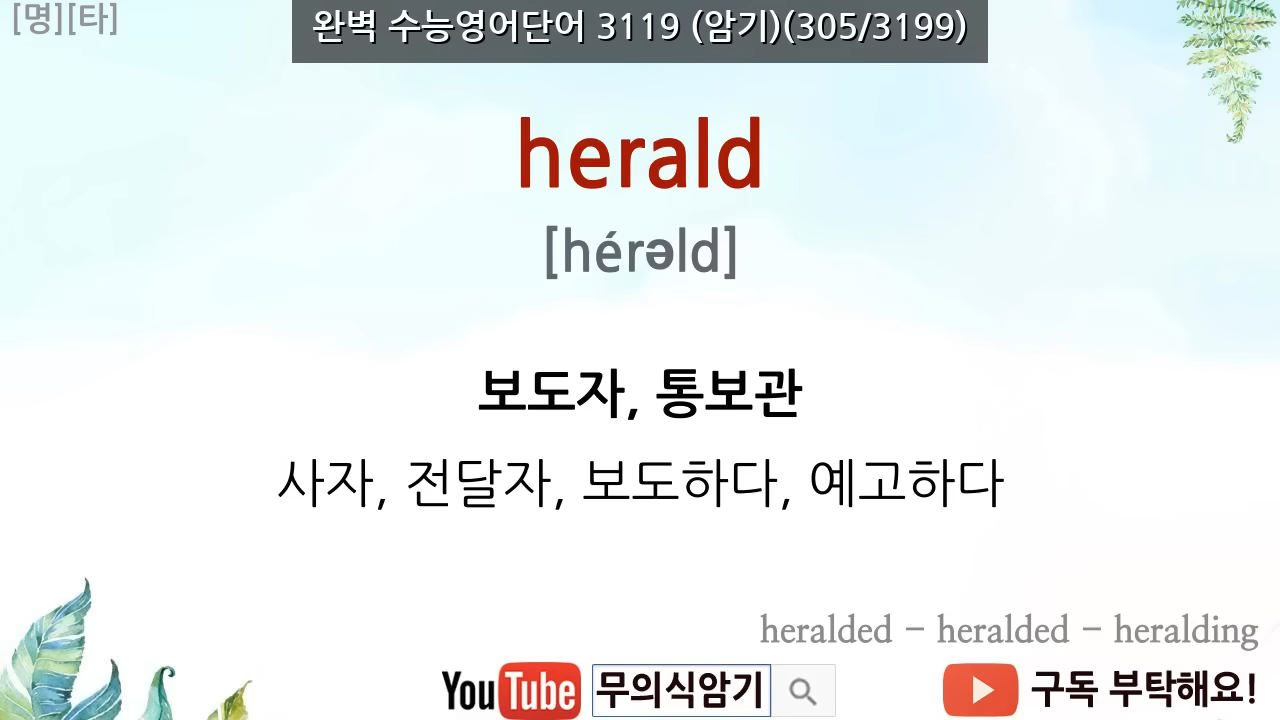 [명][타]
완벽 수능영어단어 3119 (암기)(305/3199)
herald
[hérəld]
보도자, 통보관
사자, 전달자, 보도하다, 예고하다
heralded - heralded - heralding
YouTube 무의식암기
구독 부탁해요!